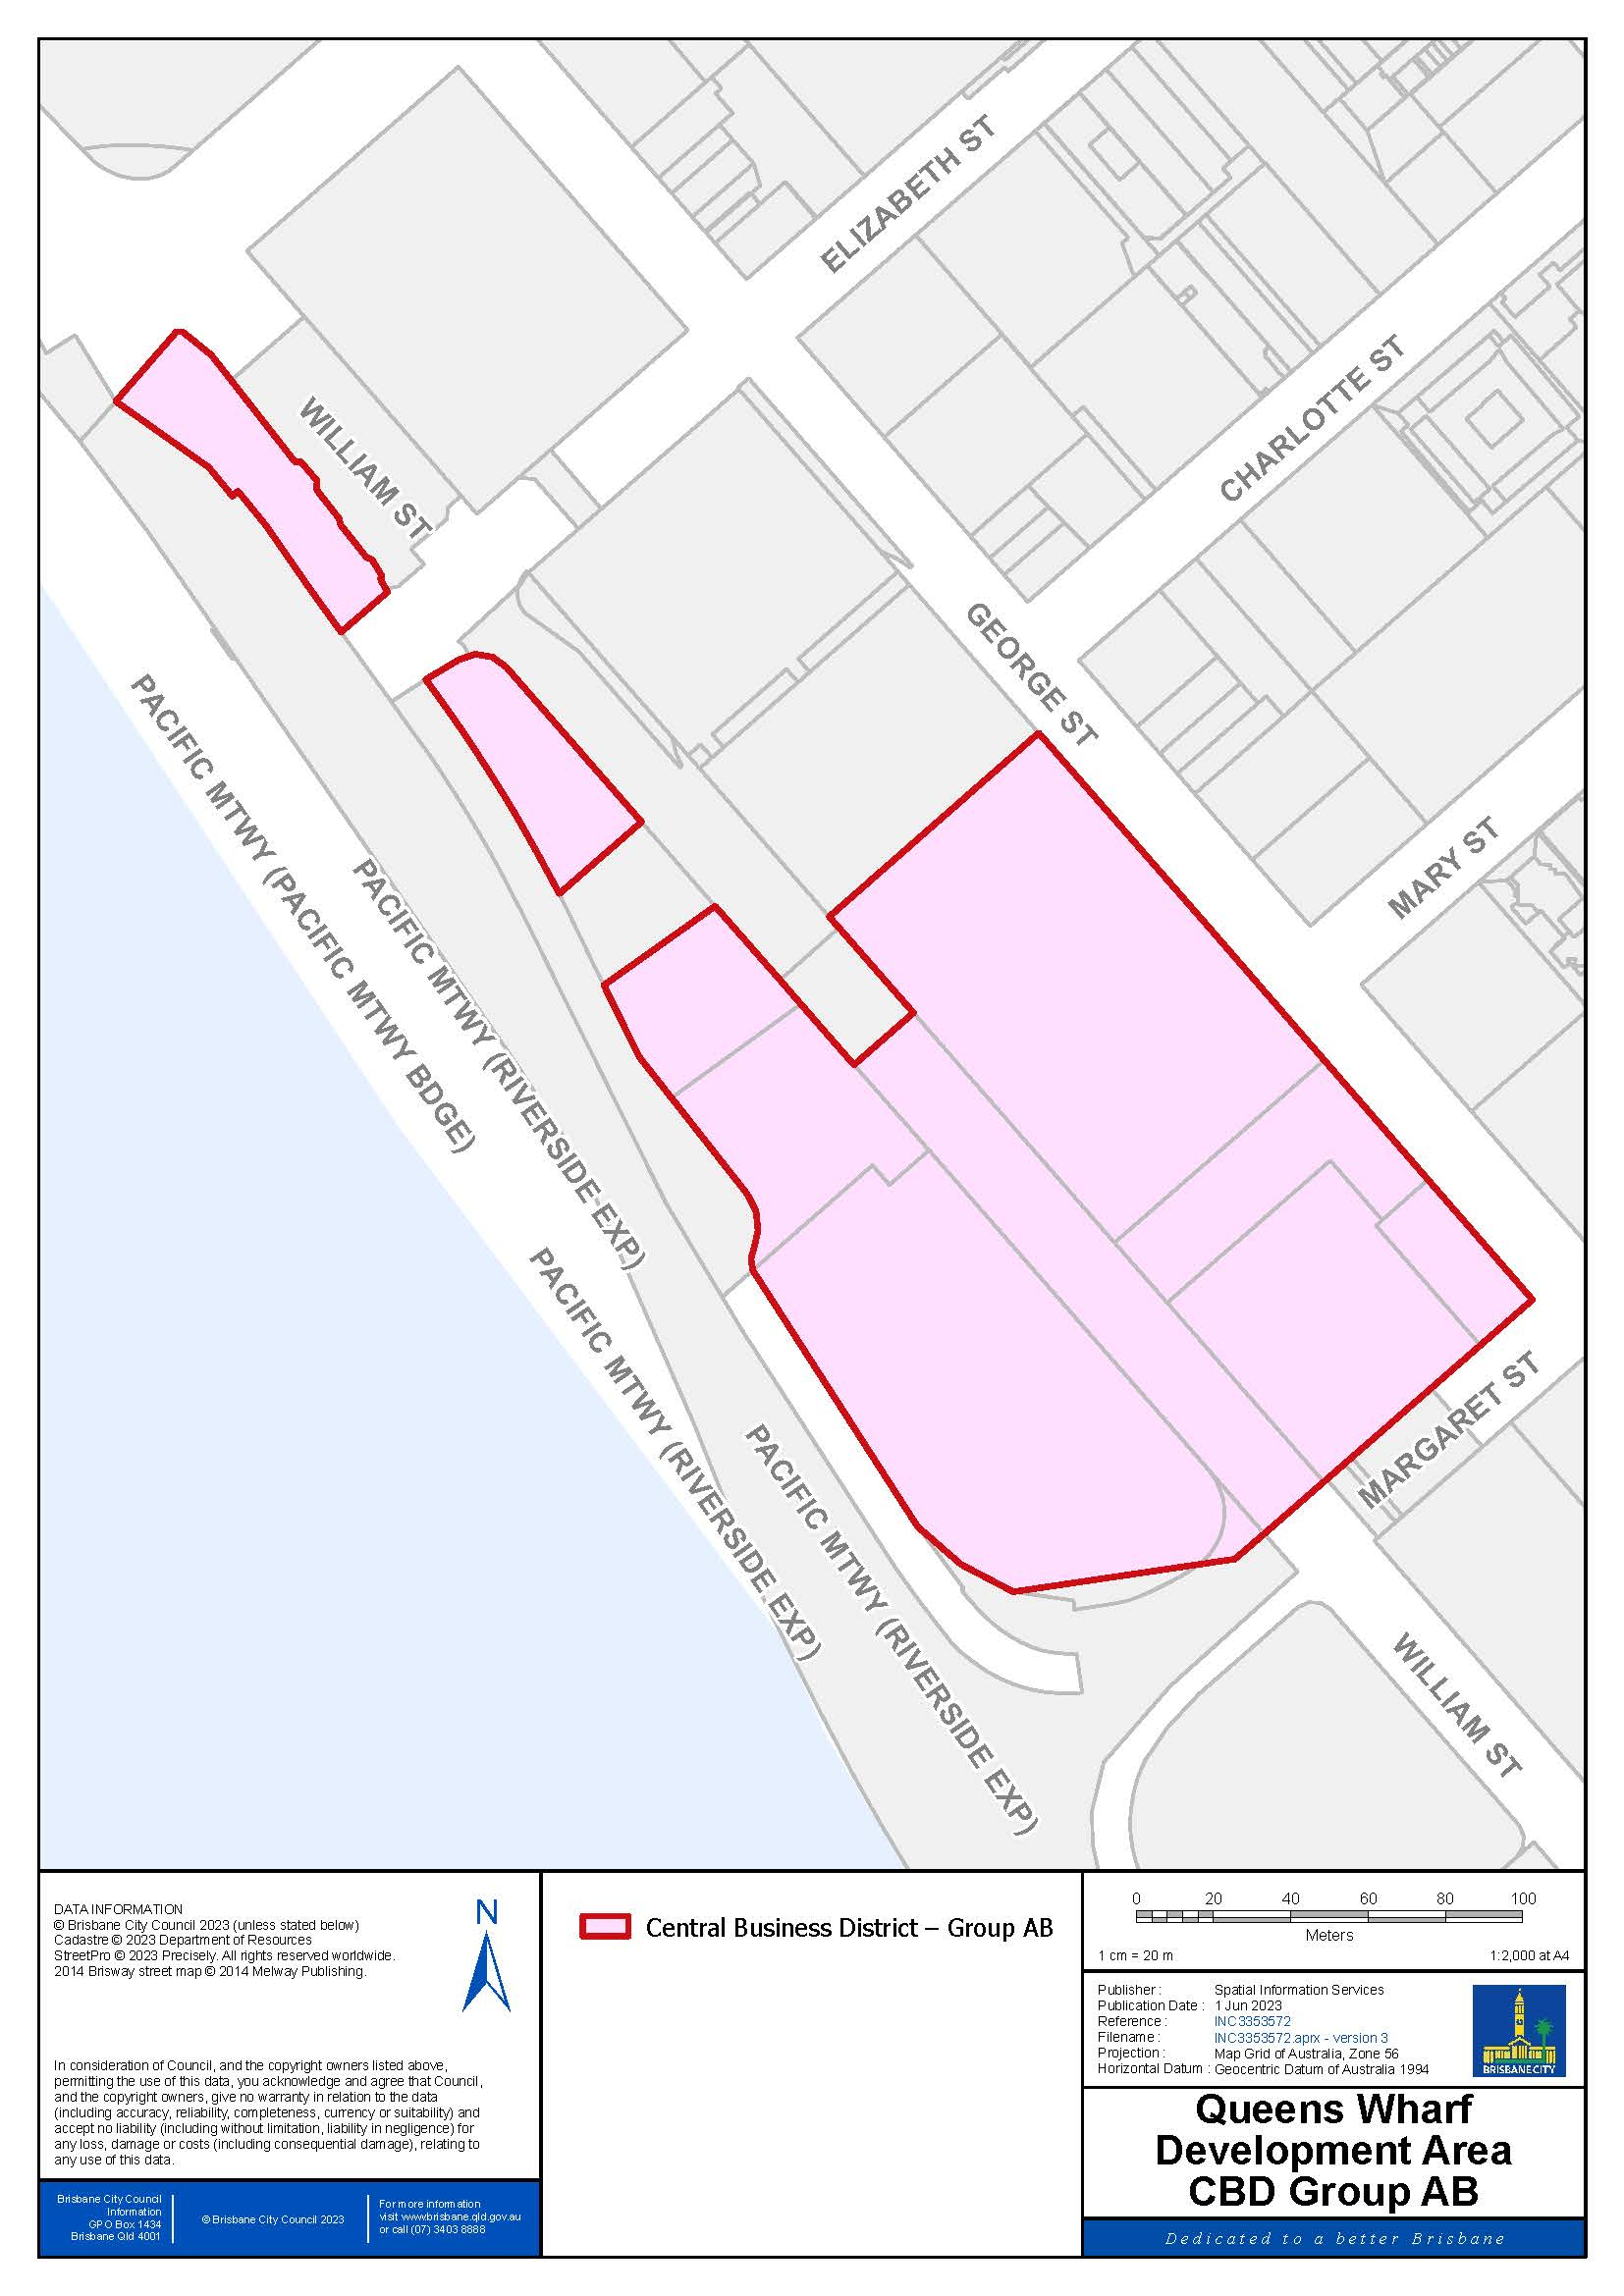 ELIZABETH ST
CHARLOTTE ST
WILLIAM ST
GEORGE ST
PACIFIC MTWY (PACIFIC MTWY BDGE)
MARY ST
PACIFIC MTWY (RIVERSIDE EXP)
PACIFIC MTWY (RIVERSIDE EXP)
MARGARET ST
PACIFIC MTWY (RIVERSIDE EXP)
WILLIAM ST
DATA INFORMATION
© Brisbane City Council 2023 (unless stated below)
Cadastre © 2023 Department of Resources
StreetPro © 2023 Precisely. All rights reserved worldwide.
2014 Brisway street map © 2014 Melway Publishing.
N
In consideration of Council, and the copyright owners listed above,
permitting the use of this data, you acknowledge and agree that Council,
and the copyright owners, give no warranty in relation to the data
(including accuracy, reliability, completeness, currency or suitability) and
accept no liability (including without limitation, liability in negligence) for
any loss, damage or costs (including consequential damage), relating to
any use of this data.
Brisbane City Council
Information
GPO Box 1434
Brisbane Qld 4001
© Brisbane City Council 2023
For more information
visit www.brisbane.qld.gov.au
or call (07) 3403 8888
Central Business District – Group AB
0 20 40 60 80 100
Meters
1 cm = 20 m 1:2,000 at A4
Publisher : Spatial Information Services
Publication Date : 1 Jun 2023
Reference : INC3353572
Filename : INC3353572.aprx - version 3
Projection : Map Grid of Australia, Zone 56
Horizontal Datum : Geocentric Datum of Australia 1994
BRISBANE CITY
Queens Wharf
Development Area
CBD Group AB
Dedicated to a better Brisbane